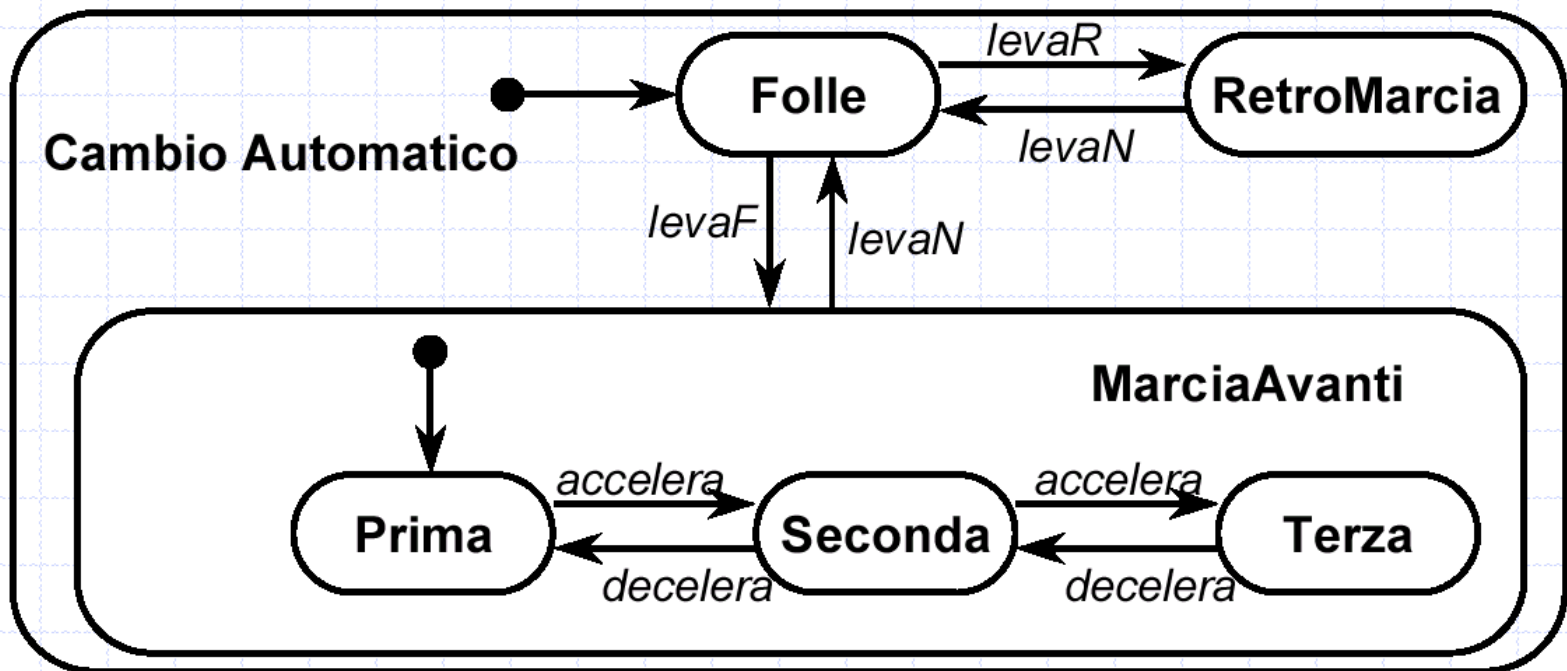 levaR
Folle
RetroMarcia
Cambio Automatico
levaN
levaF
levaN
MarciaAvanti
accelera
accelera
Prima
Seconda
Terza
decelera
decelera